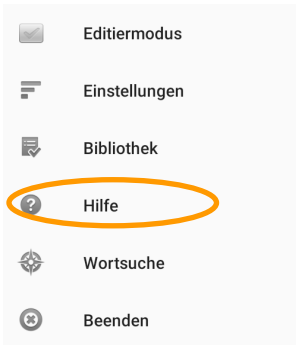 Editiermodus
Einstellungen
Bibliothek
Hilfe
Wortsuche
Beenden